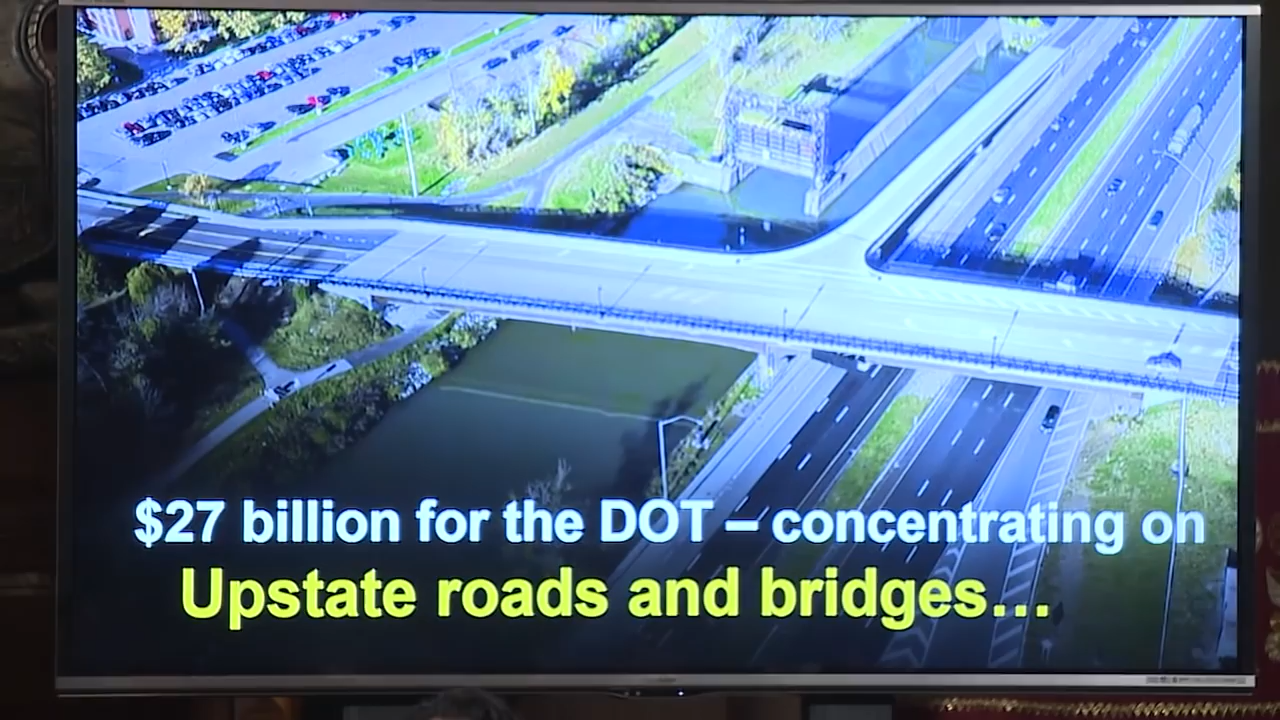 $27 billion for the DOT – concentrating on
Upstate roads and bridges…